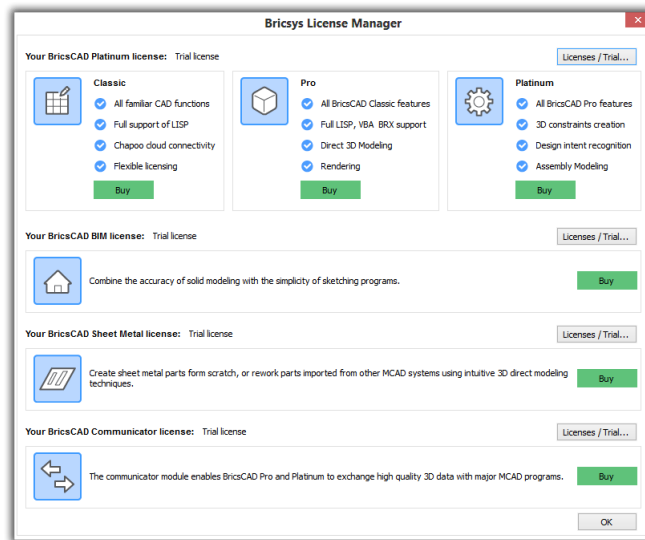 Bricsys License Manager
Your BricsCAD Platinum license: Trial license
Licenses / Trial...
Classic
All familiar CAD functions
Full support of LISP
Chapoo cloud connectivity
Flexible licensing
Buy
Pro
All BricsCAD Classic features
Full LISP, VBA BRX support
Direct 3D Modeling
Rendering
Buy
Platinum
All BricsCAD Pro features
3D constraints creation
Design intent recognition
Assembly Modeling
Buy
Your BricsCAD BIM license: Trial license
Licenses / Trial...
Combine the accuracy of solid modeling with the simplicity of sketching programs.
Buy
Your BricsCAD Sheet Metal license: Trial license
Licenses / Trial...
Create sheet metal parts form scratch, or rework parts imported from other MCAD systems using intuitive 3D direct modeling
techniques.
Buy
Your BricsCAD Communicator license: Trial license
Licenses / Trial...
The communicator module enables BricsCAD Pro and Platinum to exchange high quality 3D data with major MCAD programs.
Buy
OK